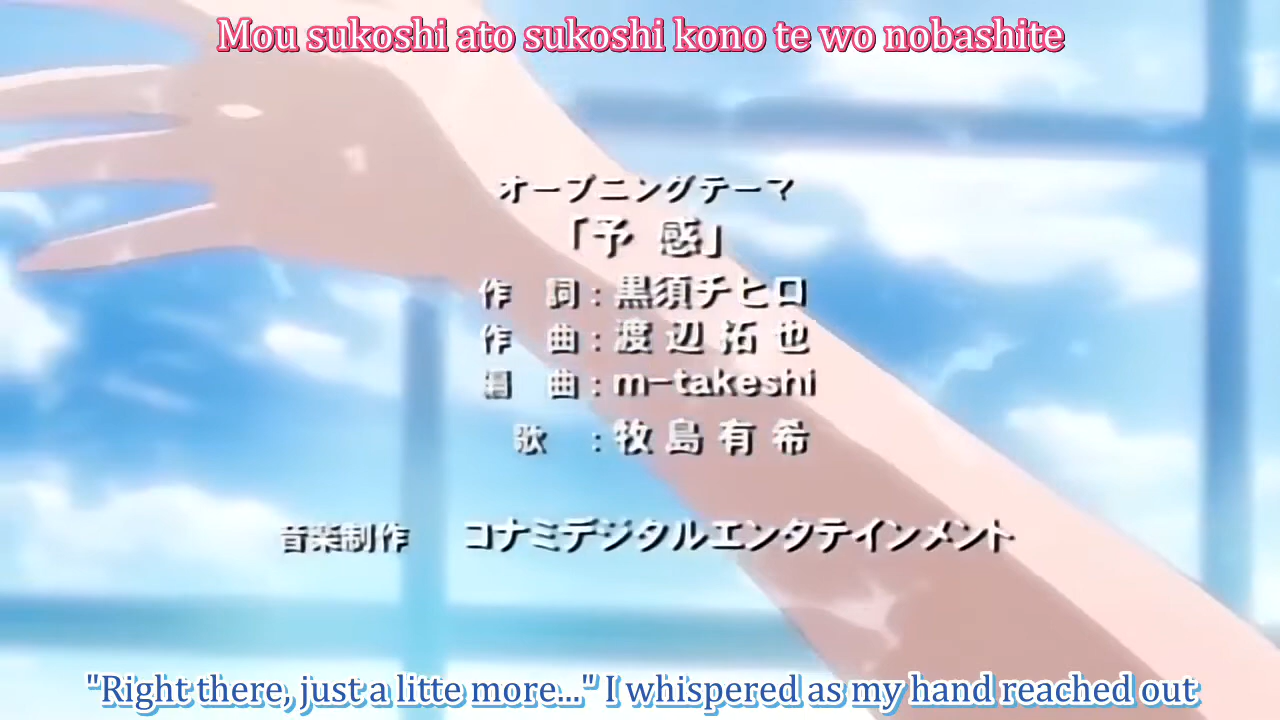 Mou sukoshi ato sukoshi kono te wo nobashite
オープニングテーマ
「予 感」
作 詞：黒須チヒロ
作 曲：渡辺拓也
編 曲：m-takeshi
歌 ：牧島有希
音楽制作 コナミデジタルエンタテインメント
"Right there, just a litte more..." I whispered as my hand reached out